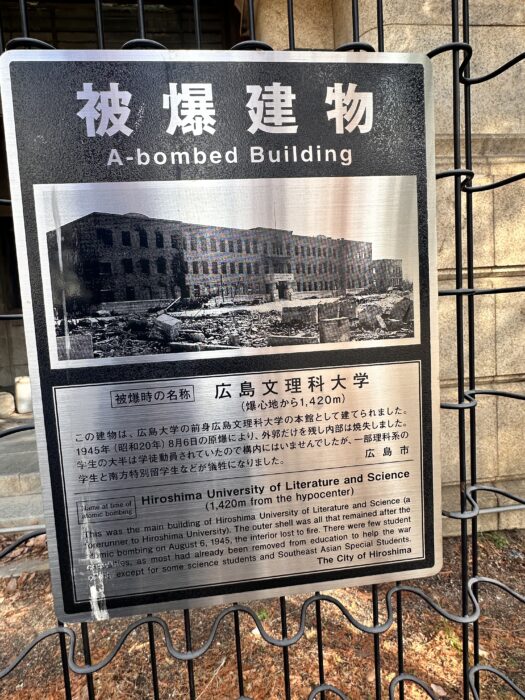 被爆建物
A-bombed Building
被爆時の名称 広島文理科大学
(爆心地から1,420m)
この建物は、広島大学の前身広島文理科大学の本館として建てられました。
1945年(昭和20年)8月6日の原爆により、外郭だけを残し内部は焼失しました。
学生の大半は学徒動員されていたので構内にはいませんでしたが、一部理科系の
学生と南方特別留学生などが犠牲になりました。 広島市
Name at time of
atomic bombing
Hiroshima University of Literature and Science
(1,420m from the hypocenter)
This was the main building of Hiroshima University of Literature and Science (a
forerunner to Hiroshima University). The outer shell was all that remained after the
atomic bombing on August 6, 1945, the interior lost to fire. There were few student
as most had already been removed from education to help the war
except for some science students and Southeast Asian Special Students.
The City of Hiroshima